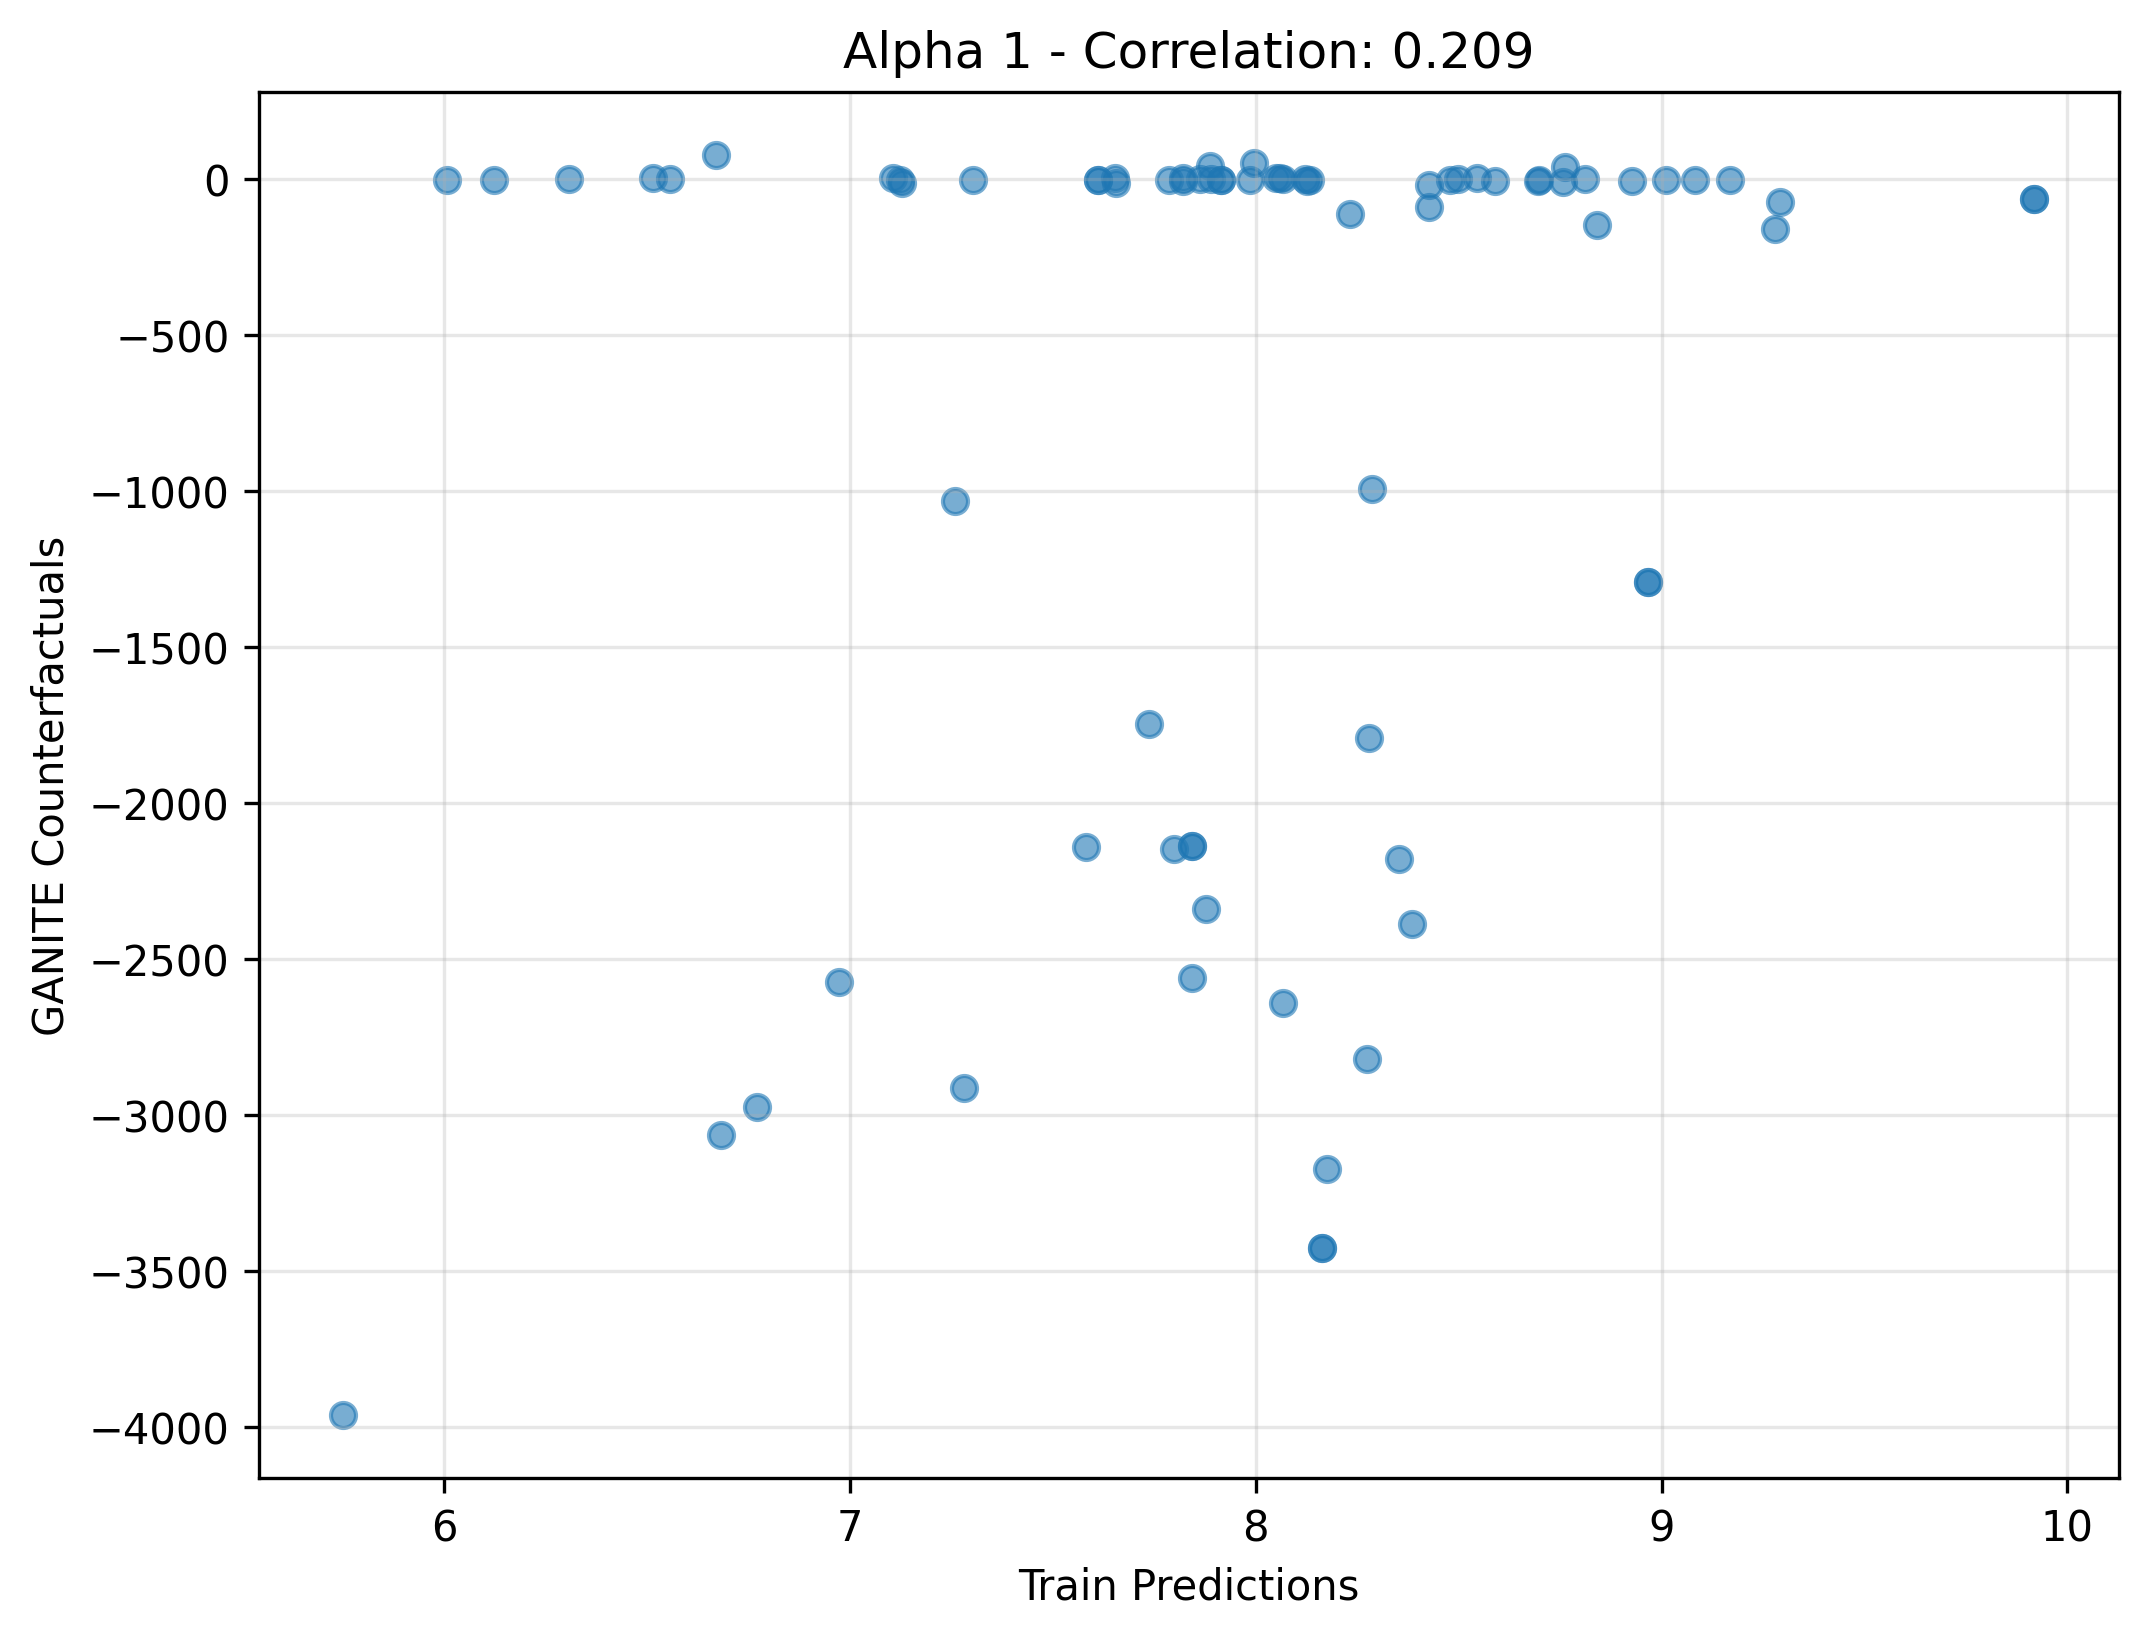 Alpha 1 - Correlation: 0.209
0
−500
−1000
−1500
−2000
−2500
−3000
−3500
−4000
GANITE Counterfactuals
6 7 8 9 10
Train Predictions